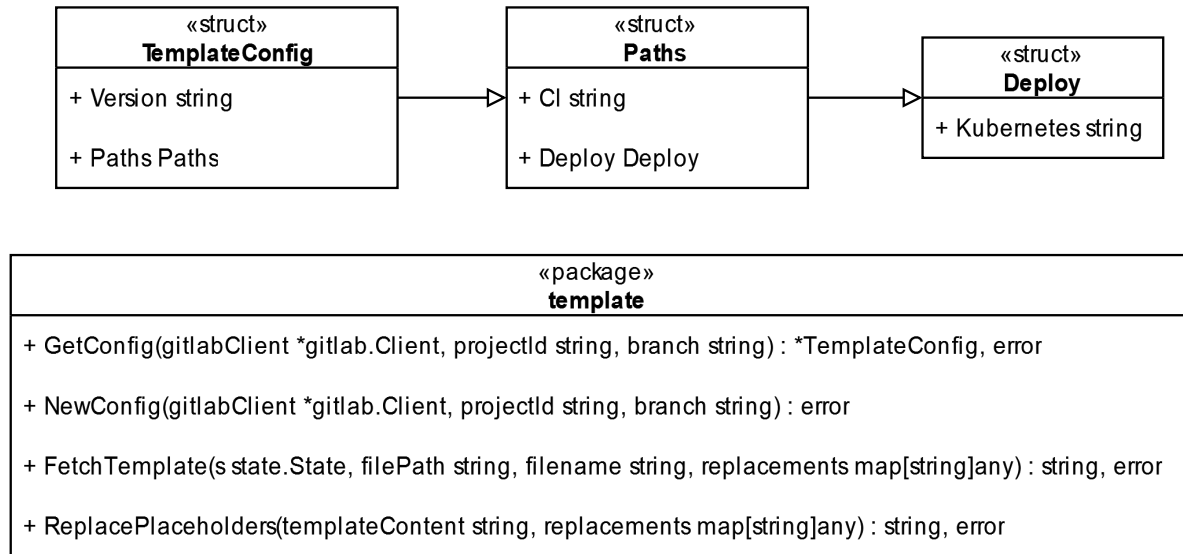 «struct»
TemplateConfig
+ Version string
+ Paths Paths
«struct»
Paths
+ CI string
+ Deploy Deploy
«struct»
Deploy
+ Kubernetes string
«package»
template
+ GetConfig(gitlabClient *gitlab.Client, projectId string, branch string) : *TemplateConfig, error
+ NewConfig(gitlabClient *gitlab.Client, projectId string, branch string) : error
+ FetchTemplate(s state.State, filePath string, filename string, replacements map[string]any) : string, error
+ ReplacePlaceholders(templateContent string, replacements map[string]any) : string, error